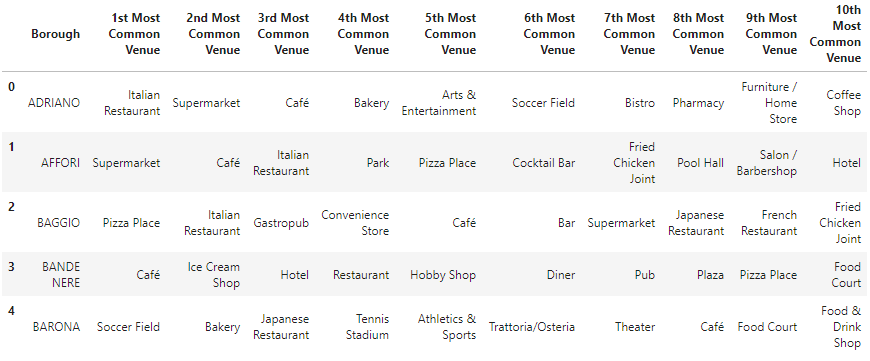 Borough 1st Most Common Venue 2nd Most Common Venue 3rd Most Common Venue 4th Most Common Venue 5th Most Common Venue 6th Most Common Venue 7th Most Common Venue 8th Most Common Venue 9th Most Common Venue 10th Most Common Venue
0 ADRIANO Italian Restaurant Supermarket Café Bakery Arts & Entertainment Soccer Field Bistro Pharmacy Furniture / Home Store Coffee Shop
1 AFFORI Supermarket Café Italian Restaurant Park Pizza Place Cocktail Bar Fried Chicken Joint Pool Hall Salon / Barbershop Hotel
2 BAGGIO Pizza Place Italian Restaurant Gastropub Convenience Store Café Bar Supermarket Japanese Restaurant French Restaurant Fried Chicken Joint
3 BANDE NERE Café Ice Cream Shop Hotel Restaurant Hobby Shop Diner Pub Plaza Pizza Place Food Court
4 BARONA Soccer Field Bakery Japanese Restaurant Tennis Stadium Athletics & Sports Trattoria/Osteria Theater Café Food Court Food & Drink Shop